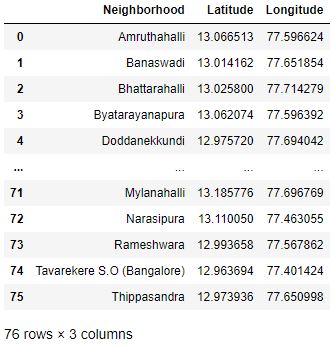 Neighborhood Latitude Longitude
0 Amruthahalli 13.066513 77.596624
1 Banaswadi 13.014162 77.651854
2 Bhattarahalli 13.025800 77.714279
3 Byatarayanapura 13.062074 77.596392
4 Doddanekkundi 12.975720 77.694042
... ... ... ...
71 Mylanahalli 13.185776 77.696769
72 Narasipura 13.110050 77.463055
73 Rameshwara 12.993658 77.567862
74 Tavarekere S.O (Bangalore) 12.963694 77.401424
75 Thippasandra 12.973936 77.650998
76 rows × 3 columns